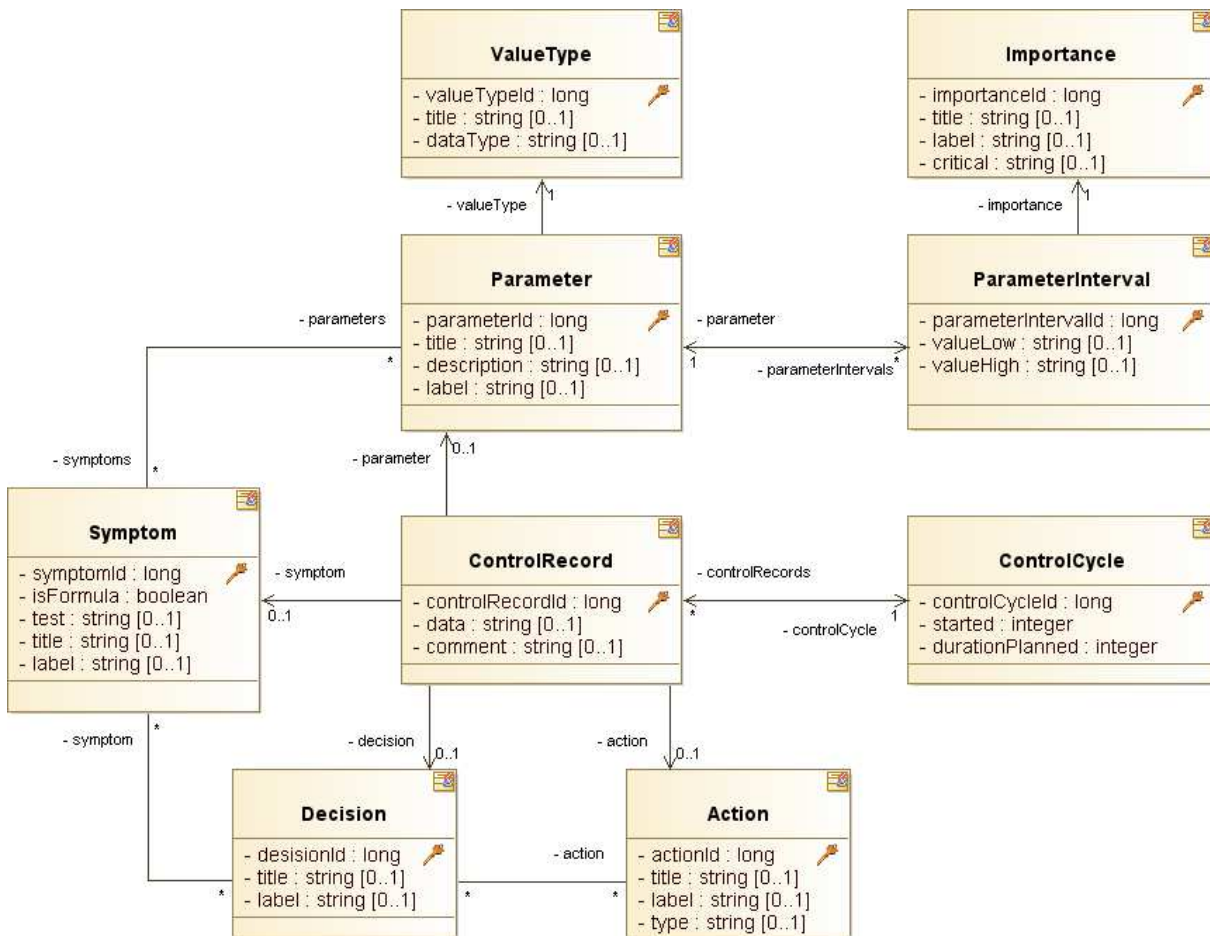 ValueType
- valueTypeId : long
- title : string [0..1]
- dataType : string [0..1]
Importance
- importanceId : long
- title : string [0..1]
- label : string [0..1]
- critical : string [0..1]
- valueType
1
- importance
1
Parameter
- parameterId : long
- title : string [0..1]
- description : string [0..1]
- label : string [0..1]
ParameterInterval
- parameterIntervalId : long
- valueLow : string [0..1]
- valueHigh : string [0..1]
- parameters
*
- parameter
1
- parameterIntervals
*
- symptoms
*
- parameter
0..1
Symptom
- symptomId : long
- isFormula : boolean
- test : string [0..1]
- title : string [0..1]
- label : string [0..1]
- symptom
0..1
ControlRecord
- controlRecordId : long
- data : string [0..1]
- comment : string [0..1]
- controlRecords
*
- controlCycle
1
ControlCycle
- controlCycleId : long
- started : integer
- durationPlanned : integer
- symptom
*
- decision
0..1
- action
0..1
Decision
- desisionId : long
- title : string [0..1]
- label : string [0..1]
*
- action
*
*
Action
- actionId : long
- title : string [0..1]
- label : string [0..1]
- type : string [0..1]